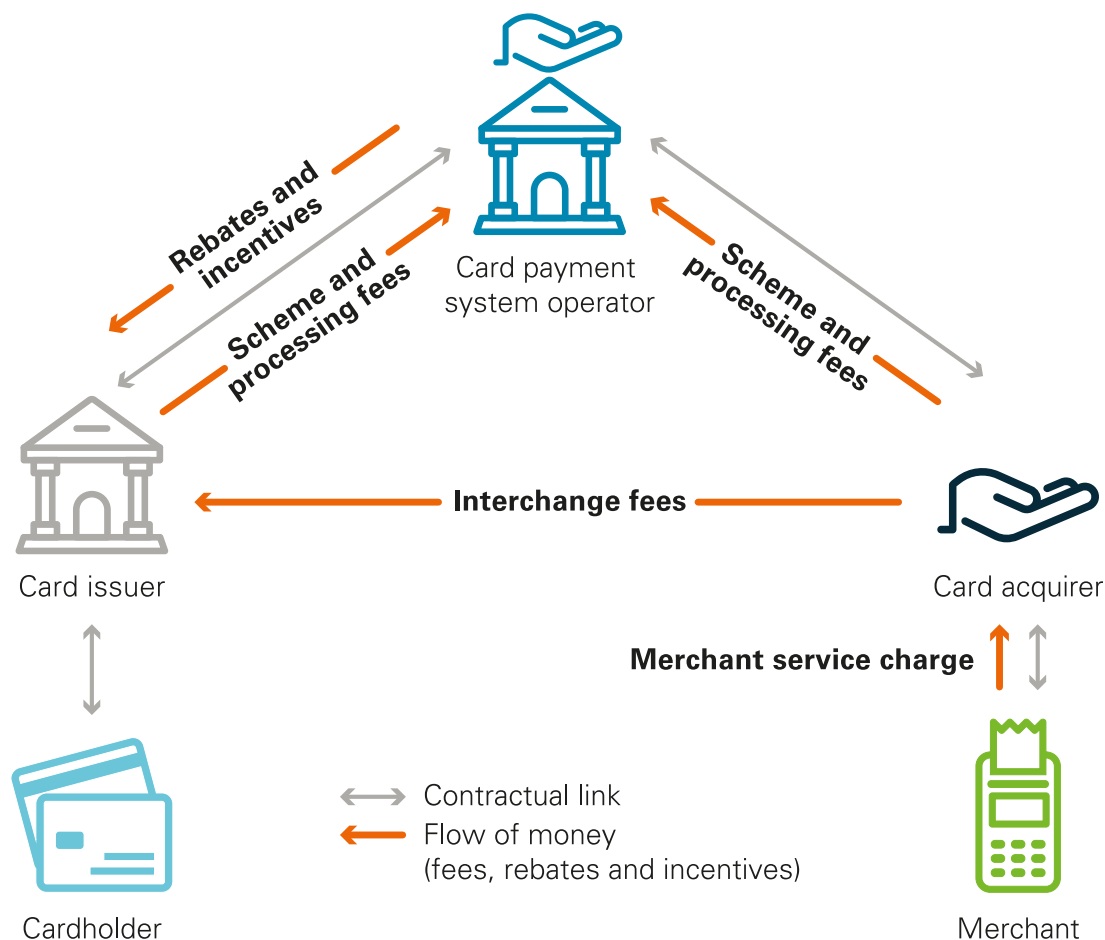 Rebates and
incentives
Scheme and
processing fees
Card payment
system operator
Scheme and
processing fees
Interchange fees
Card issuer
Card acquirer
Merchant service charge
Contractual link
Flow of money
(fees, rebates and incentives)
Cardholder
Merchant